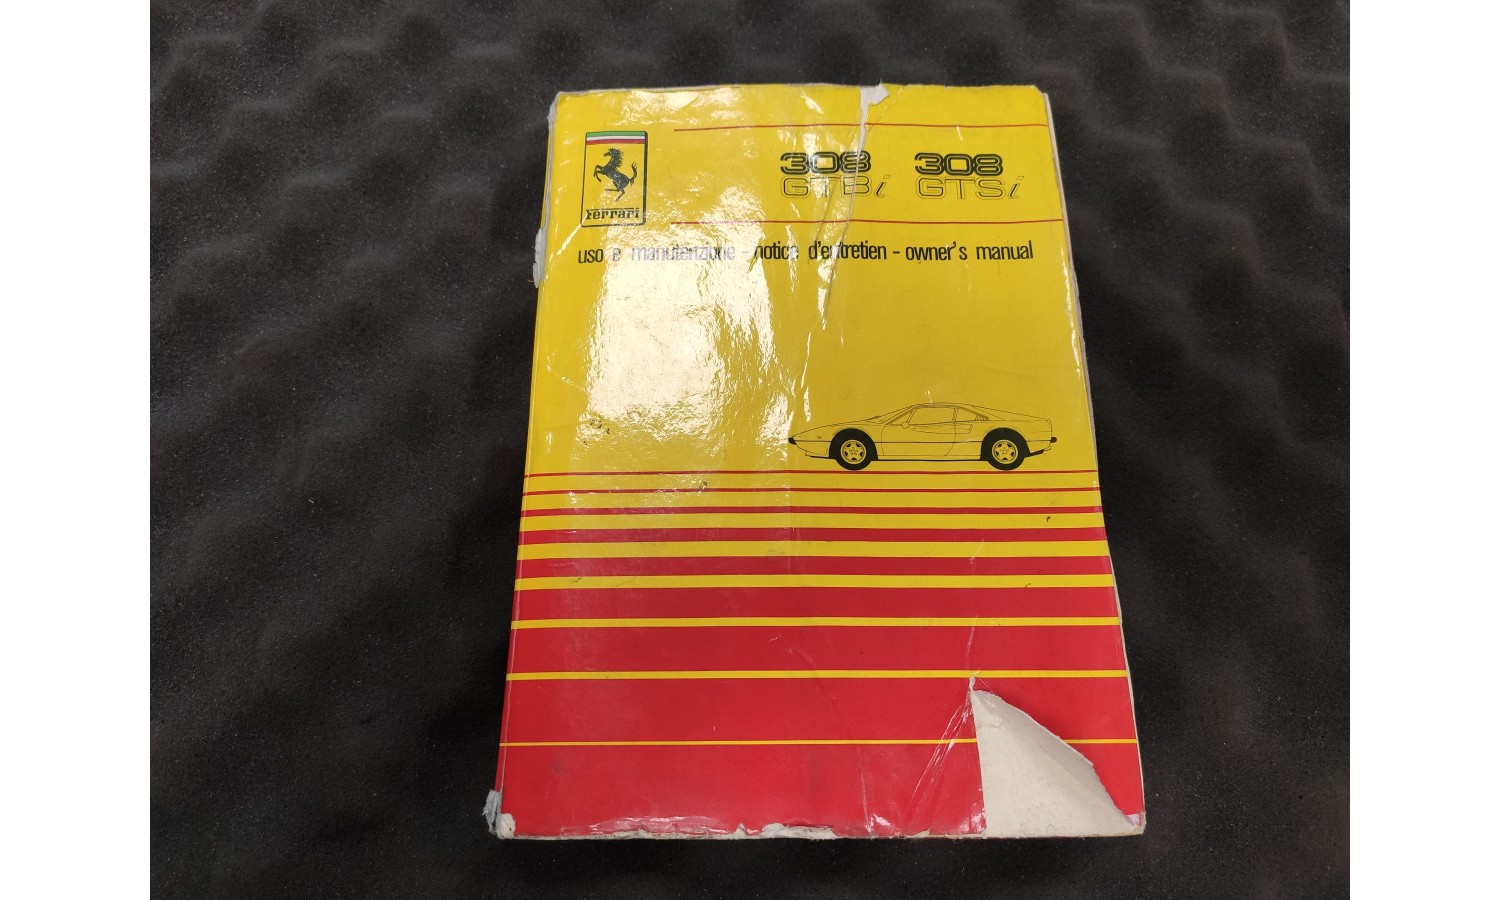 308 308
GTBi GTSi
Ferrari
uso e manutenzione - notice d'entretien - owner's manual